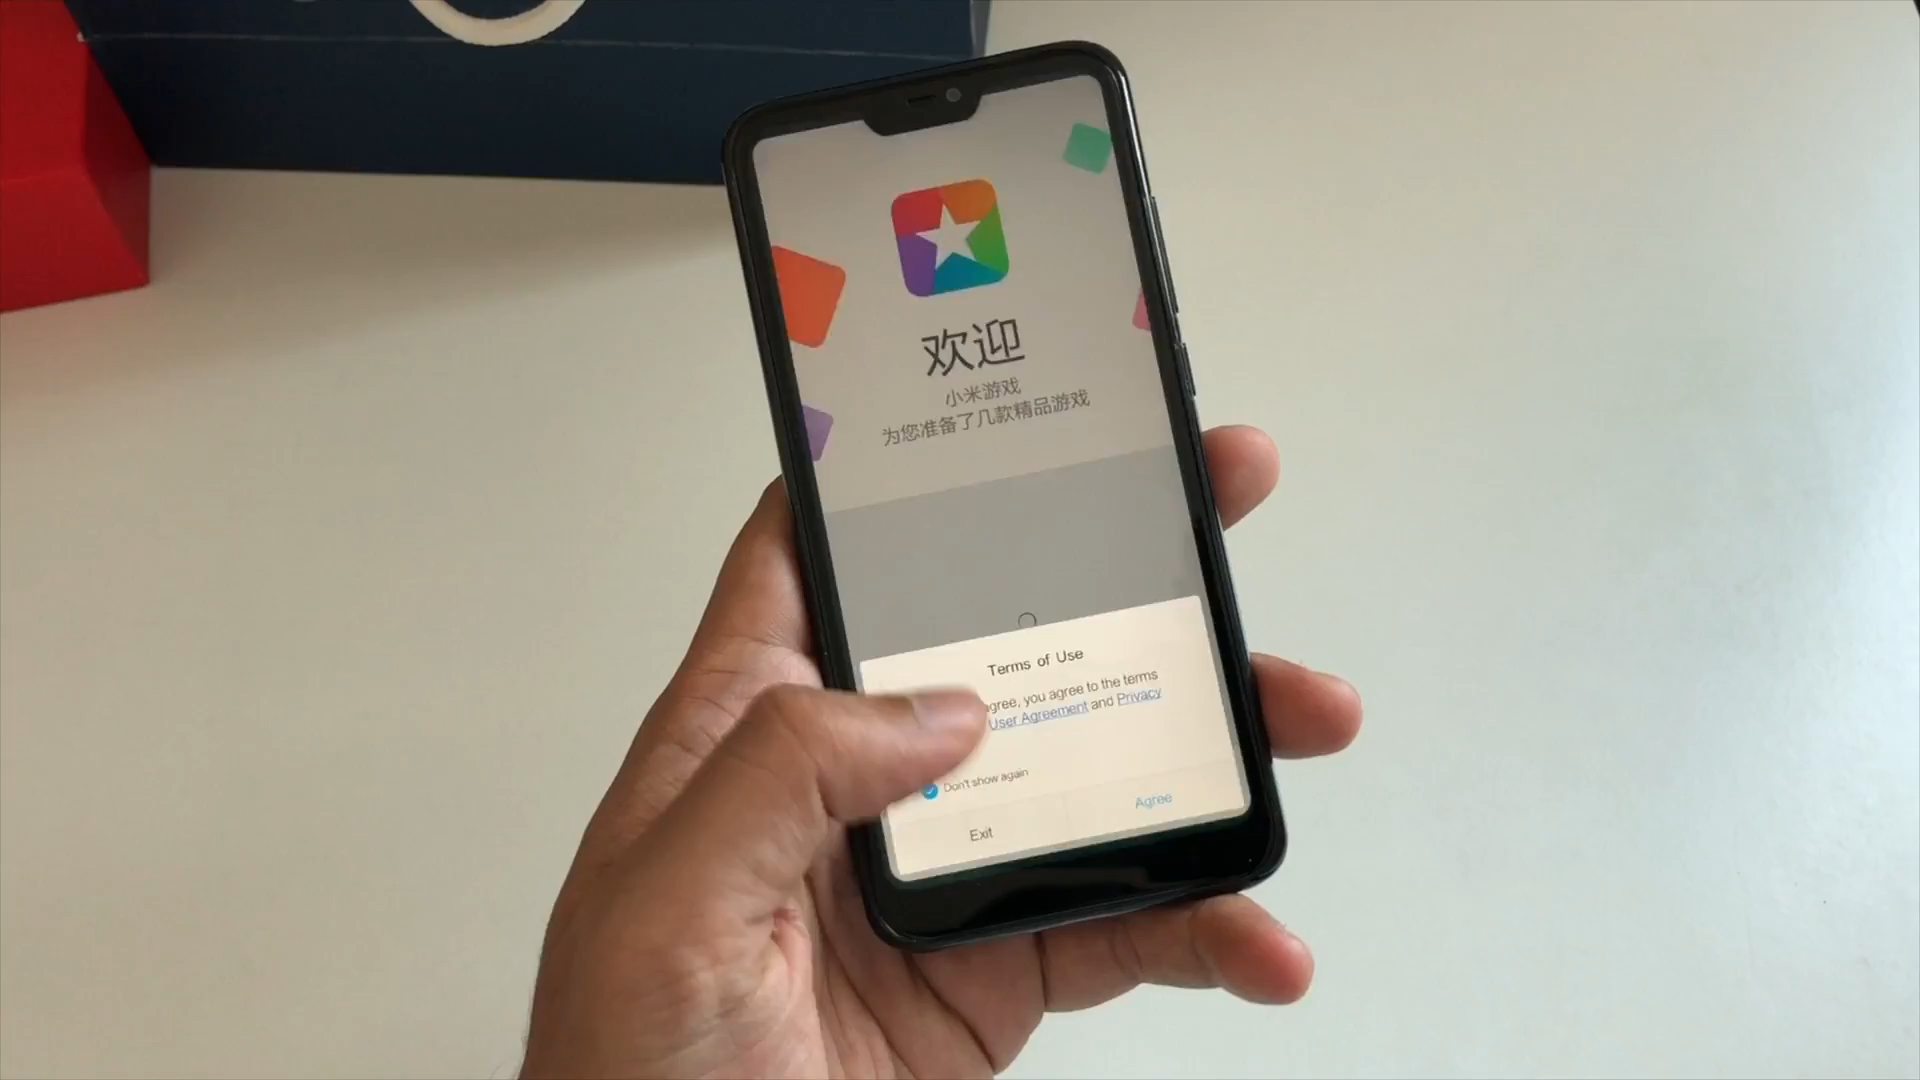 欢迎
小米游戏
为您准备了几款精品游戏
Terms of Use
agree, you agree to the terms
User Agreement and Privacy
Don't show again
Exit
Agree